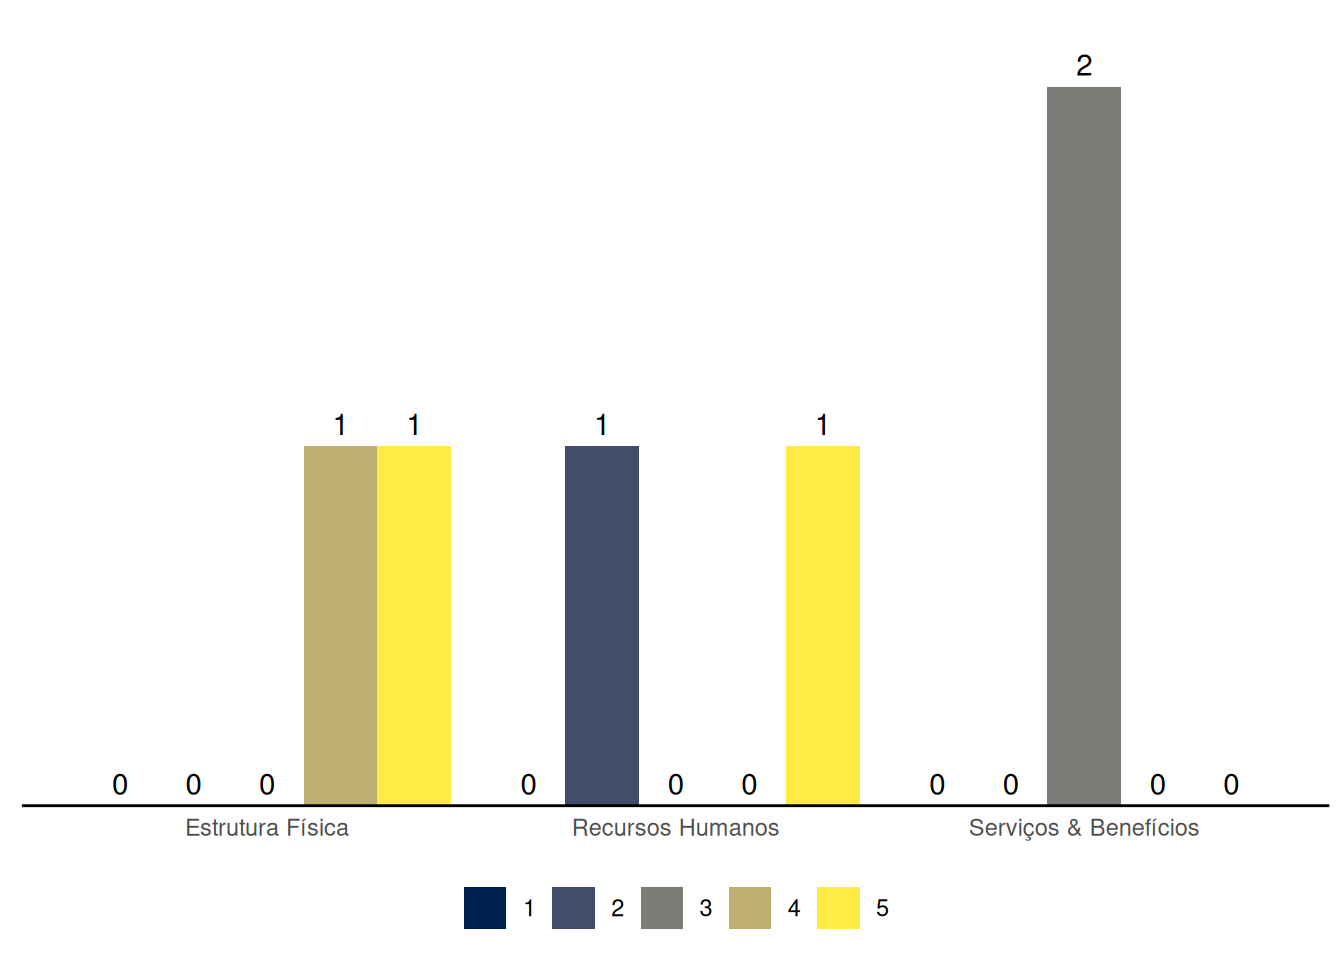 2
1 1 1 1
0 0 0 0 0 0 0 0 0 0
Estrutura Física Recursos Humanos Serviços & Benefícios
1 2 3 4 5